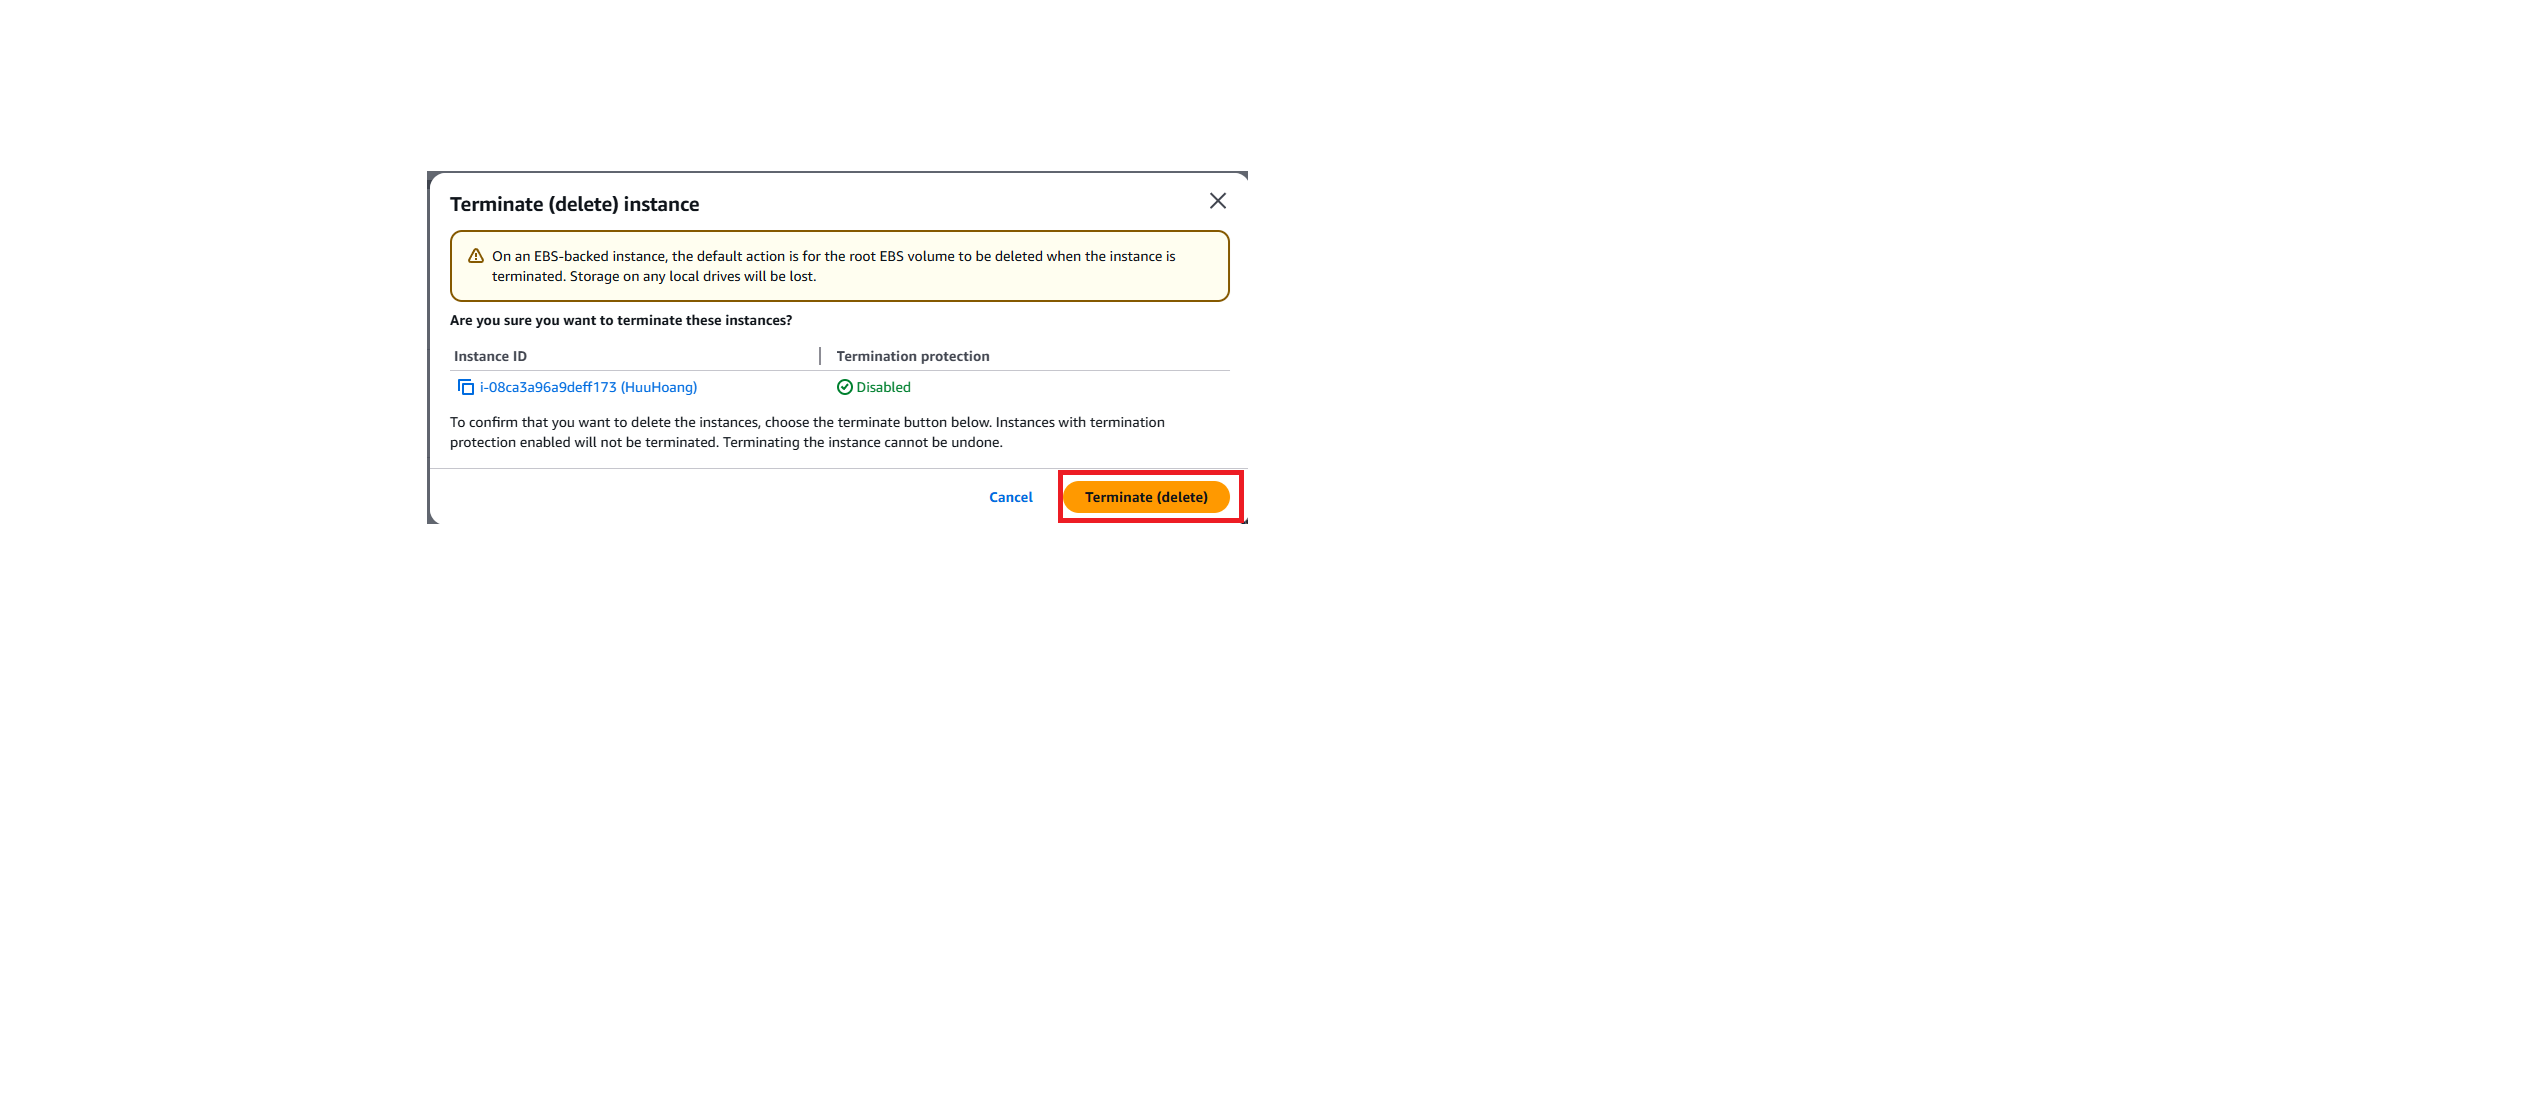 Terminate (delete) instance
On an EBS-backed instance, the default action is for the root EBS volume to be deleted when the instance is
terminated. Storage on any local drives will be lost.
Are you sure you want to terminate these instances?
Instance ID
Termination protection
i-08ca3a96a9deff173 (HuuHoang)
Disabled
To confirm that you want to delete the instances, choose the terminate button below. Instances with termination
protection enabled will not be terminated. Terminating the instance cannot be undone.
Cancel
Terminate (delete)